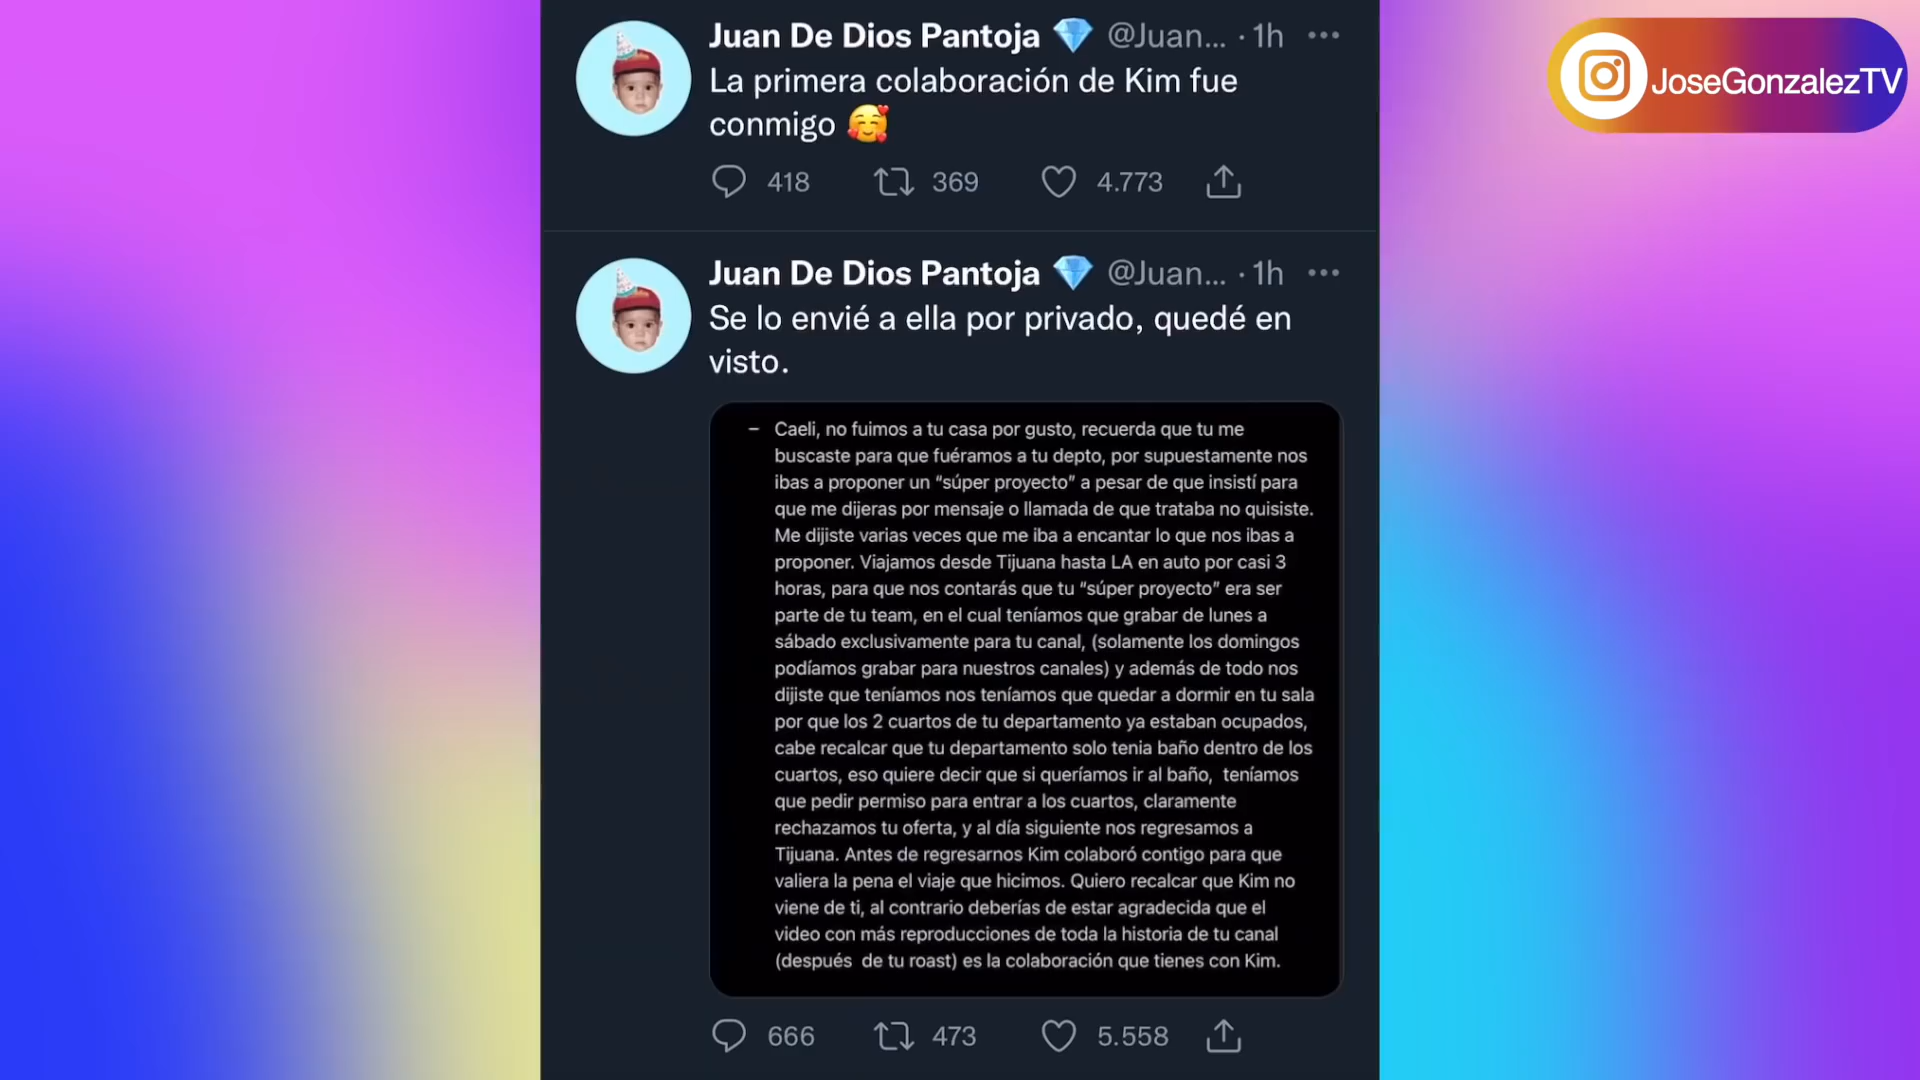 Juan De Dios Pantoja 💎 @Juan... · 1h
La primera colaboración de Kim fue
conmigo 🥰
418 369 4.773
JoseGonzalezTV
Juan De Dios Pantoja 💎 @Juan... · 1h
Se lo envié a ella por privado, quedé en
visto.
– Caeli, no fuimos a tu casa por gusto, recuerda que tu me
buscaste para que fuéramos a tu depto, por supuestamente nos
ibas a proponer un “súper proyecto” a pesar de que insistí para
que me dijeras por mensaje o llamada de que trataba no quisiste.
Me dijiste varias veces que me iba a encantar lo que nos ibas a
proponer. Viajamos desde Tijuana hasta LA en auto por casi 3
horas, para que nos contarás que tu “súper proyecto” era ser
parte de tu team, en el cual teníamos que grabar de lunes a
sábado exclusivamente para tu canal, (solamente los domingos
podíamos grabar para nuestros canales) y además de todo nos
dijiste que teníamos nos teníamos que quedar a dormir en tu sala
por que los 2 cuartos de tu departamento ya estaban ocupados,
cabe recalcar que tu departamento solo tenia baño dentro de los
cuartos, eso quiere decir que si queríamos ir al baño,  teníamos
que pedir permiso para entrar a los cuartos, claramente
rechazamos tu oferta, y al día siguiente nos regresamos a
Tijuana. Antes de regresarnos Kim colaboró contigo para que
valiera la pena el viaje que hicimos. Quiero recalcar que Kim no
viene de ti, al contrario deberías de estar agradecida que el
video con más reproducciones de toda la historia de tu canal
(después  de tu roast) es la colaboración que tienes con Kim.
666 473 5.558